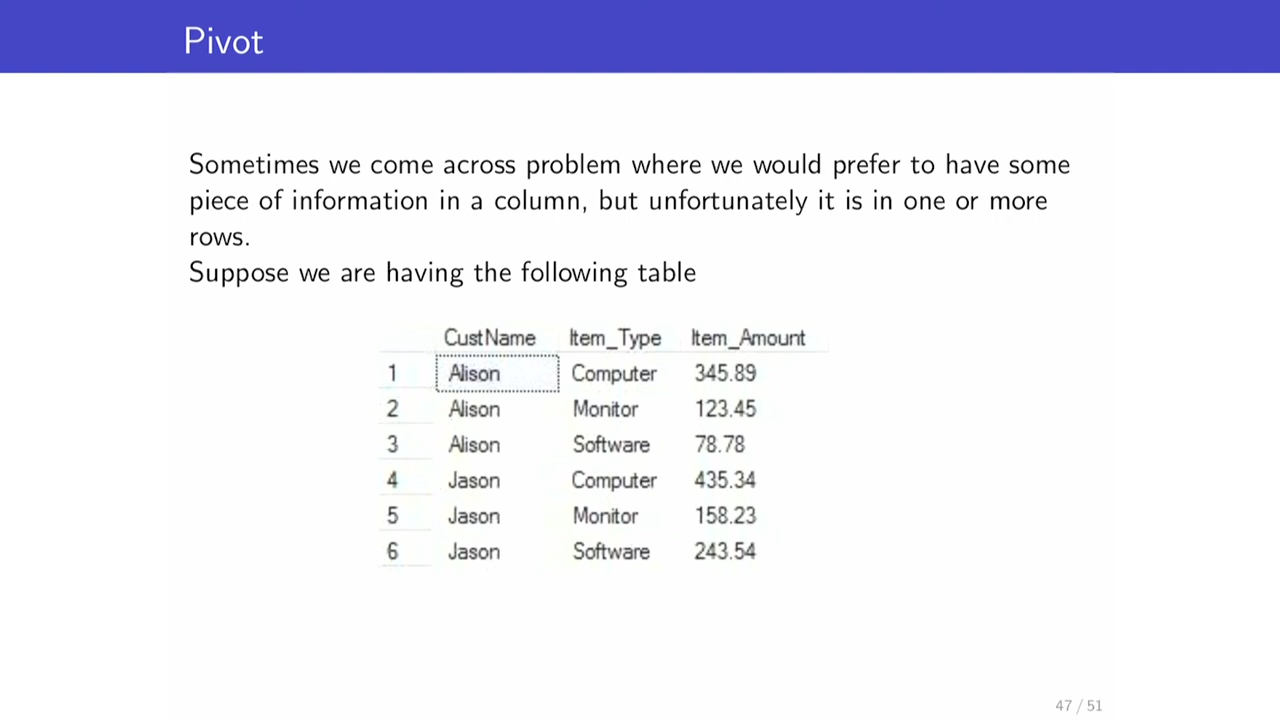 Pivot
Sometimes we come across problem where we would prefer to have some
piece of information in a column, but unfortunately it is in one or more
rows.
Suppose we are having the following table
CustName Item_Type Item_Amount
1 Alison Computer 345.89
2 Alison Monitor 123.45
3 Alison Software 78.78
4 Jason Computer 435.34
5 Jason Monitor 158.23
6 Jason Software 243.54
47 / 51